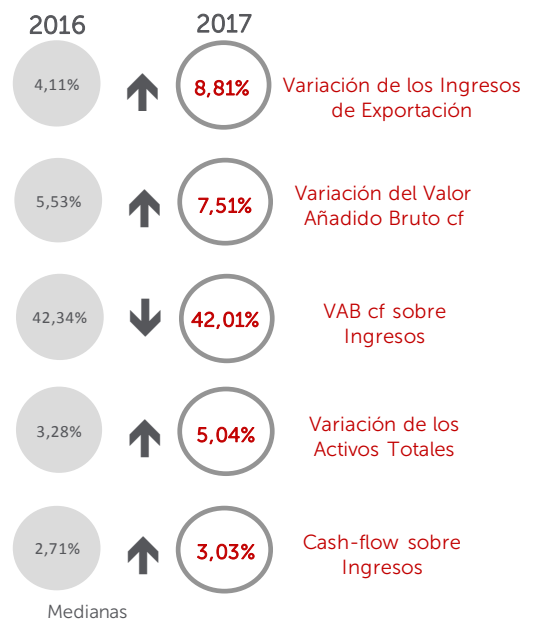 2016 2017
4,11% 8,81% Variación de los Ingresos
de Exportación
5,53% 7,51% Variación del Valor
Añadido Bruto cf
42,34% 42,01% VAB cf sobre
Ingresos
3,28% 5,04% Variación de los
Activos Totales
2,71% 3,03% Cash-flow sobre
Ingresos
Medianas